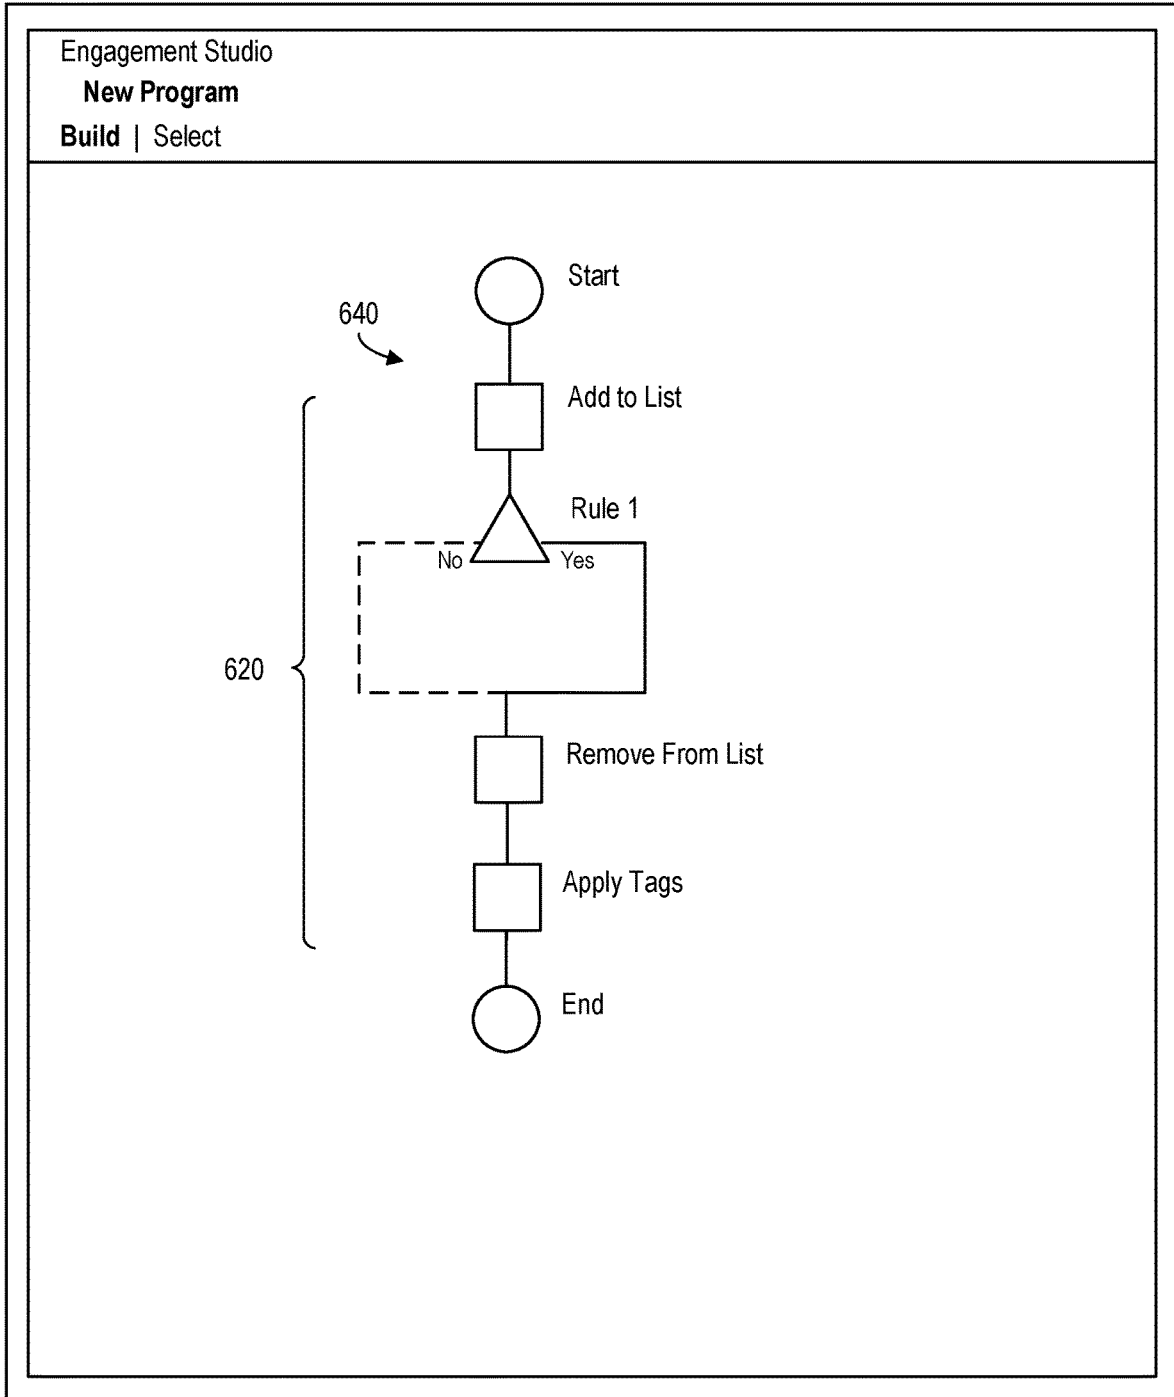 Engagement Studio
New Program
Build | Select
Start
640
Add to List
Rule 1
No
Yes
620
Remove From List
Apply Tags
End